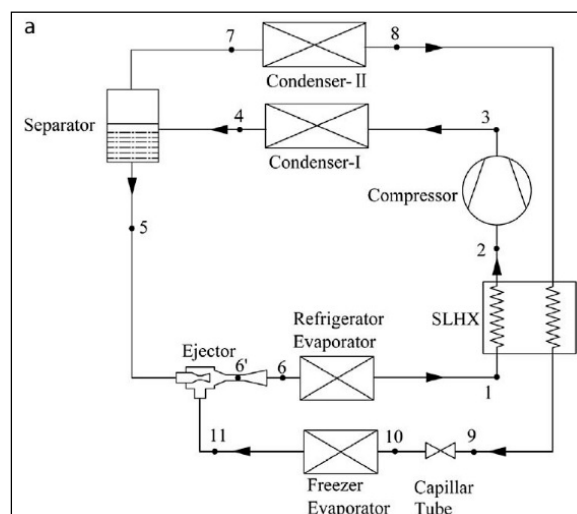 a
7
8
Condenser-II
Separator
4
3
Condenser-I
Compressor
5
2
SLHX
Refrigerator
Evaporator
Ejector
6'
6
1
11
10
9
Freezer
Evaporator
Capillar
Tube